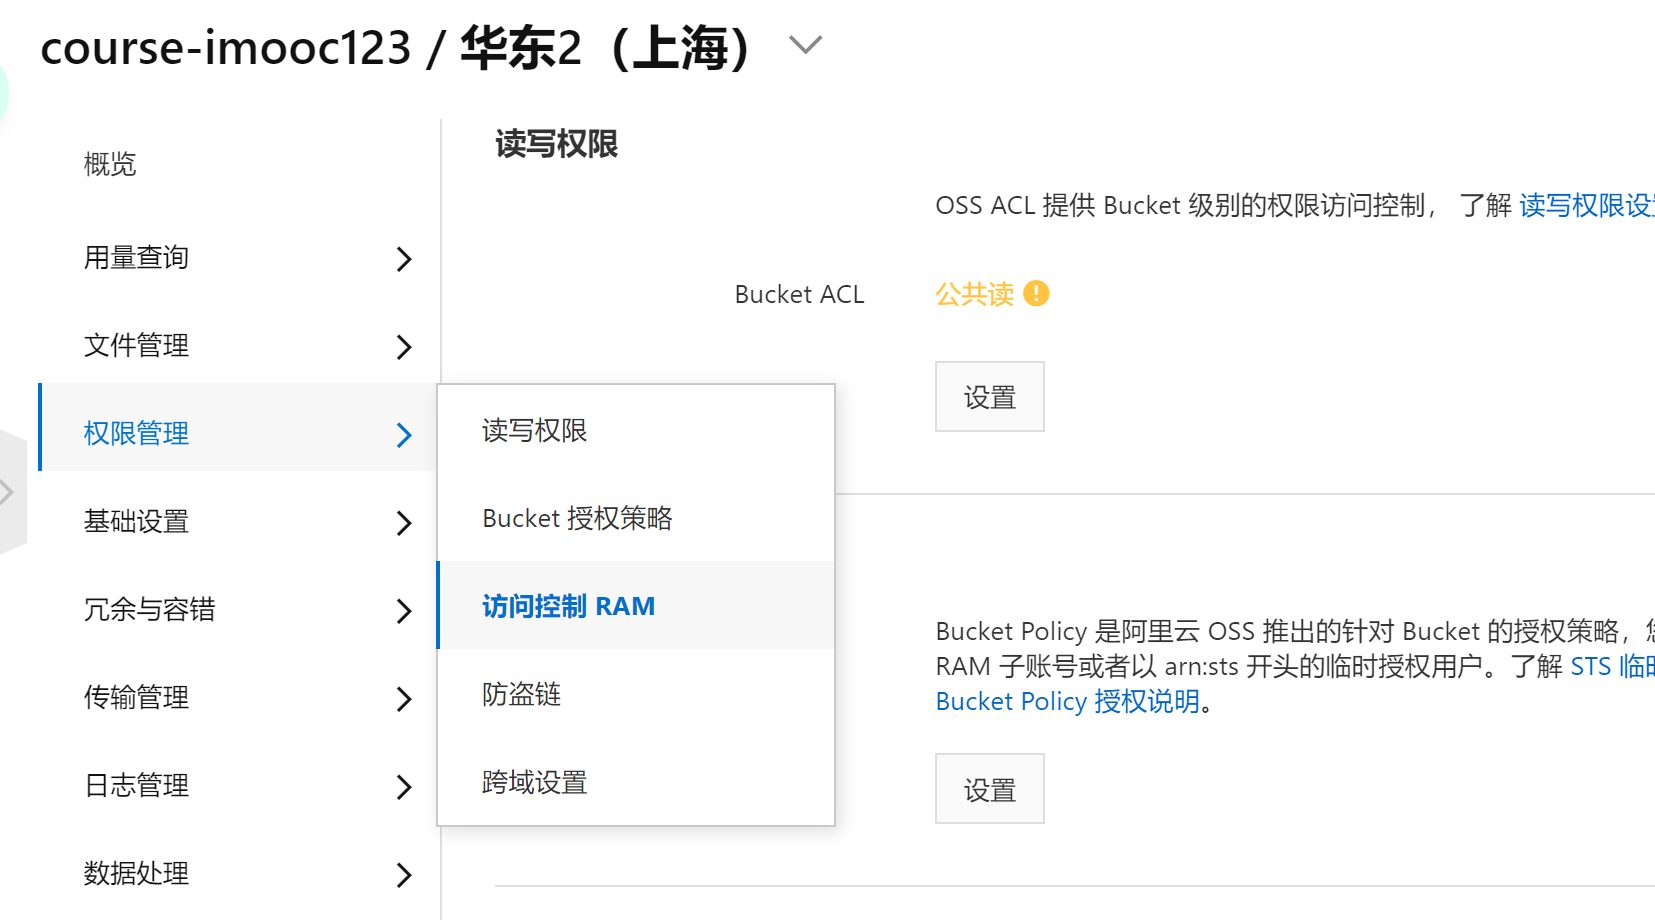 course-imooc123 / 华东2（上海）
概览
用量查询
文件管理
权限管理
基础设置
冗余与容错
传输管理
日志管理
数据处理
读写权限
Bucket 授权策略
访问控制 RAM
防盗链
跨域设置
读写权限
OSS ACL 提供 Bucket 级别的权限访问控制， 了解 读写权限设
Bucket ACL
公共读
设置
Bucket Policy 是阿里云 OSS 推出的针对 Bucket 的授权策略，
RAM 子账号或者以 arn:sts 开头的临时授权用户。了解 STS 临
Bucket Policy 授权说明。
设置